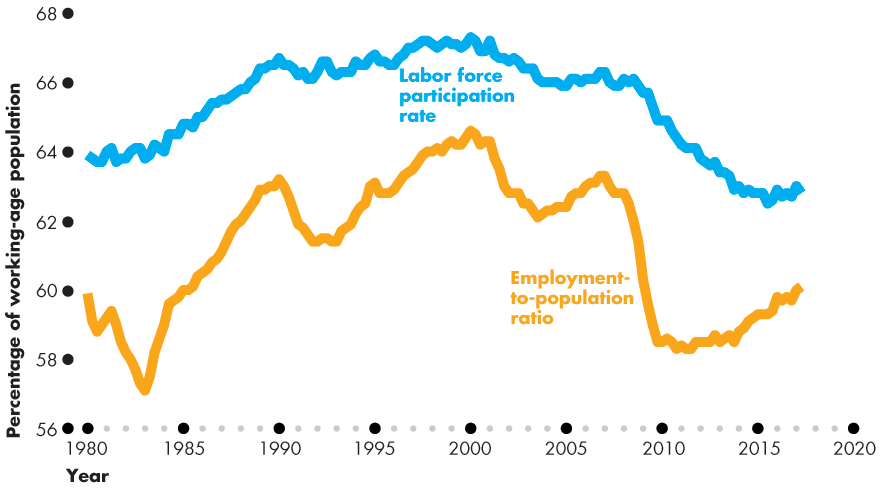 68
66
64
62
60
58
56
Percentage of working-age population
Labor force
participation
rate
Employment-
to-population
ratio
1980 1985 1990 1995 2000 2005 2010 2015 2020
Year